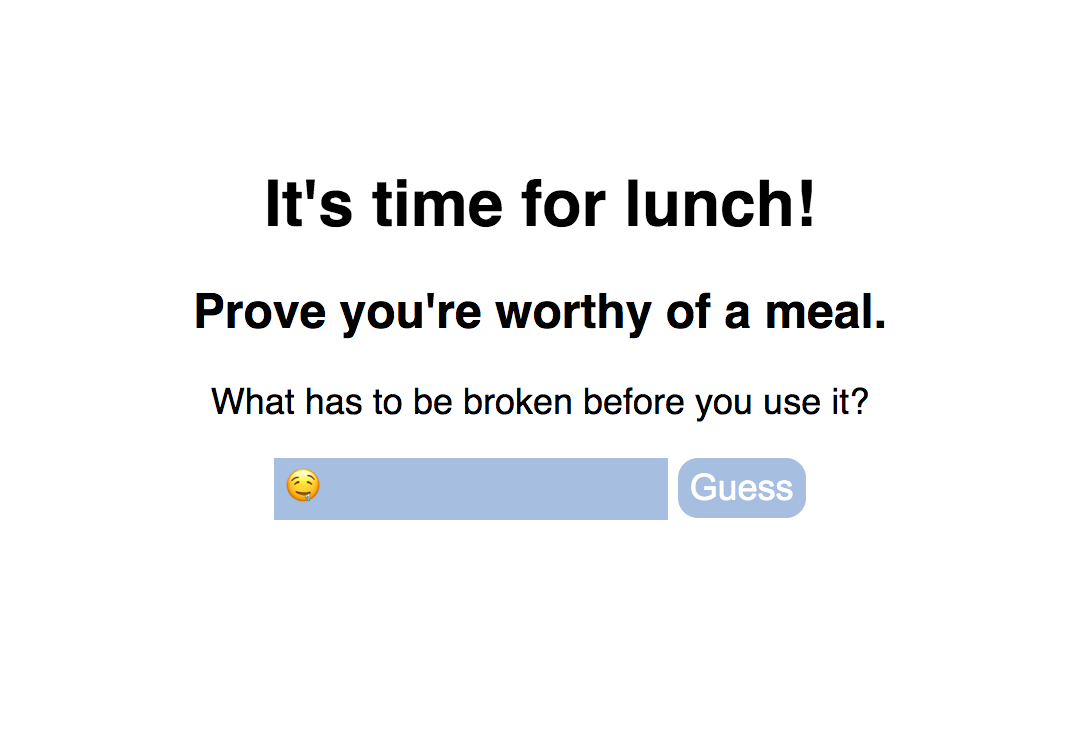 It's time for lunch!
Prove you're worthy of a meal.
What has to be broken before you use it?
🤤 Guess